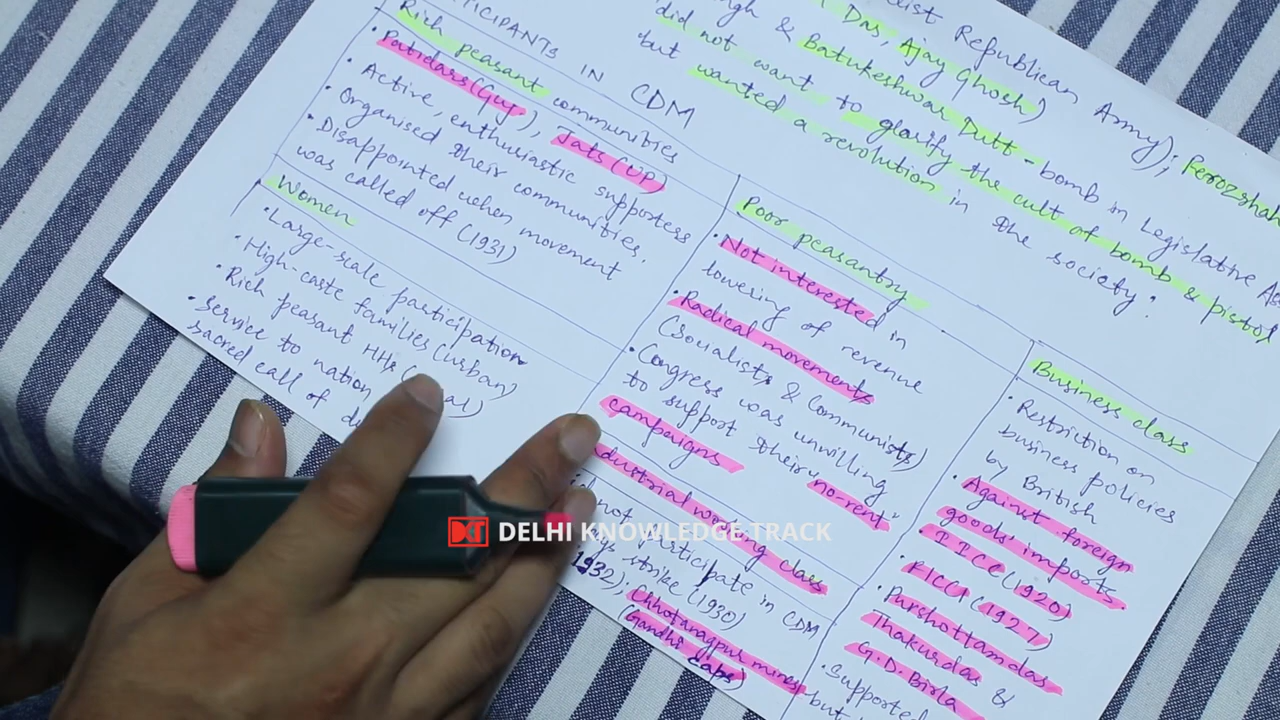 ist Republican Army); Ferozshah
Das, Ajay Ghosh)
gh & Batukeshwar Dutt - bomb in Legislative As
'did not want to glorify the cult of bomb & pistol
but wanted a revolution in the society'.
TICIPANTS IN CDM
Rich peasant communities
• Patidars (Guj), Jats (UP)
• Active, enthusiastic supporters
• Organised their communities.
• Disappointed when movement
was called off (1931)
Women
• Large-scale participation
• High-caste families (urban)
• Rich peasant HHs
• Service to nation
sacred call of
Poor peasantry
• Not interested in
lowering of revenue
• Radical movements
(Socialists & Communists)
• Congress was unwilling
to support their "no-rent"
campaigns
dustrial working class
not participate in CDM
strike (1930)
1932); Chhotanagpur mines
(Gandhi caps) but
Business class
• Restriction on
business policies
by British
• Against foreign
goods' imports.
• (1920)
FICCI (1927)
• Purshottamdas
Thakurdas &
G.D. Birla
• Supported
DELHI KNOWLEDGE TRACK